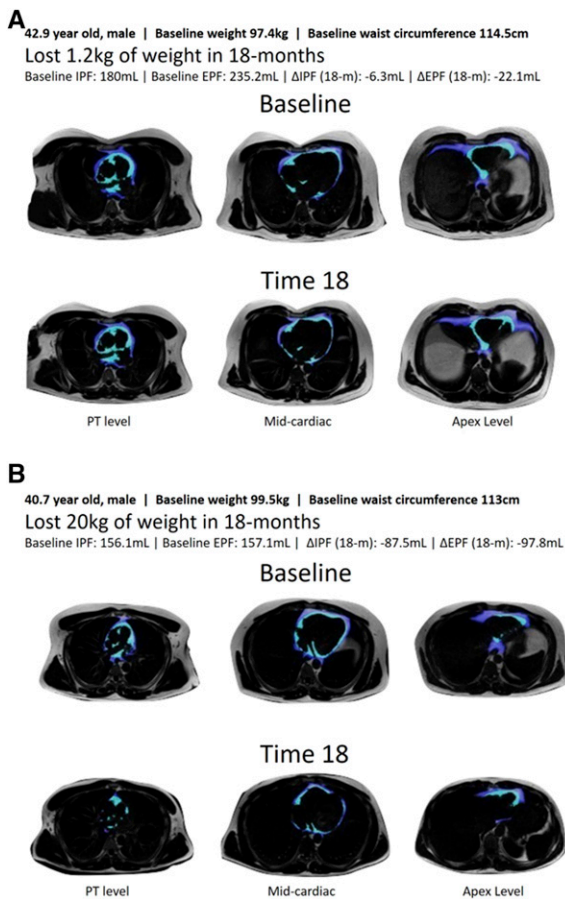 A
42.9 year old, male | Baseline weight 97.4kg | Baseline waist circumference 114.5cm
Lost 1.2kg of weight in 18-months
Baseline IPF: 180mL | Baseline EPF: 235.2mL | ΔIPF (18-m): -6.3mL | ΔEPF (18-m): -22.1mL
Baseline
Time 18
PT level Mid-cardiac Apex Level
B
40.7 year old, male | Baseline weight 99.5kg | Baseline waist circumference 113cm
Lost 20kg of weight in 18-months
Baseline IPF: 156.1mL | Baseline EPF: 157.1mL | ΔIPF (18-m): -87.5mL | ΔEPF (18-m): -97.8mL
Baseline
Time 18
PT level Mid-cardiac Apex Level